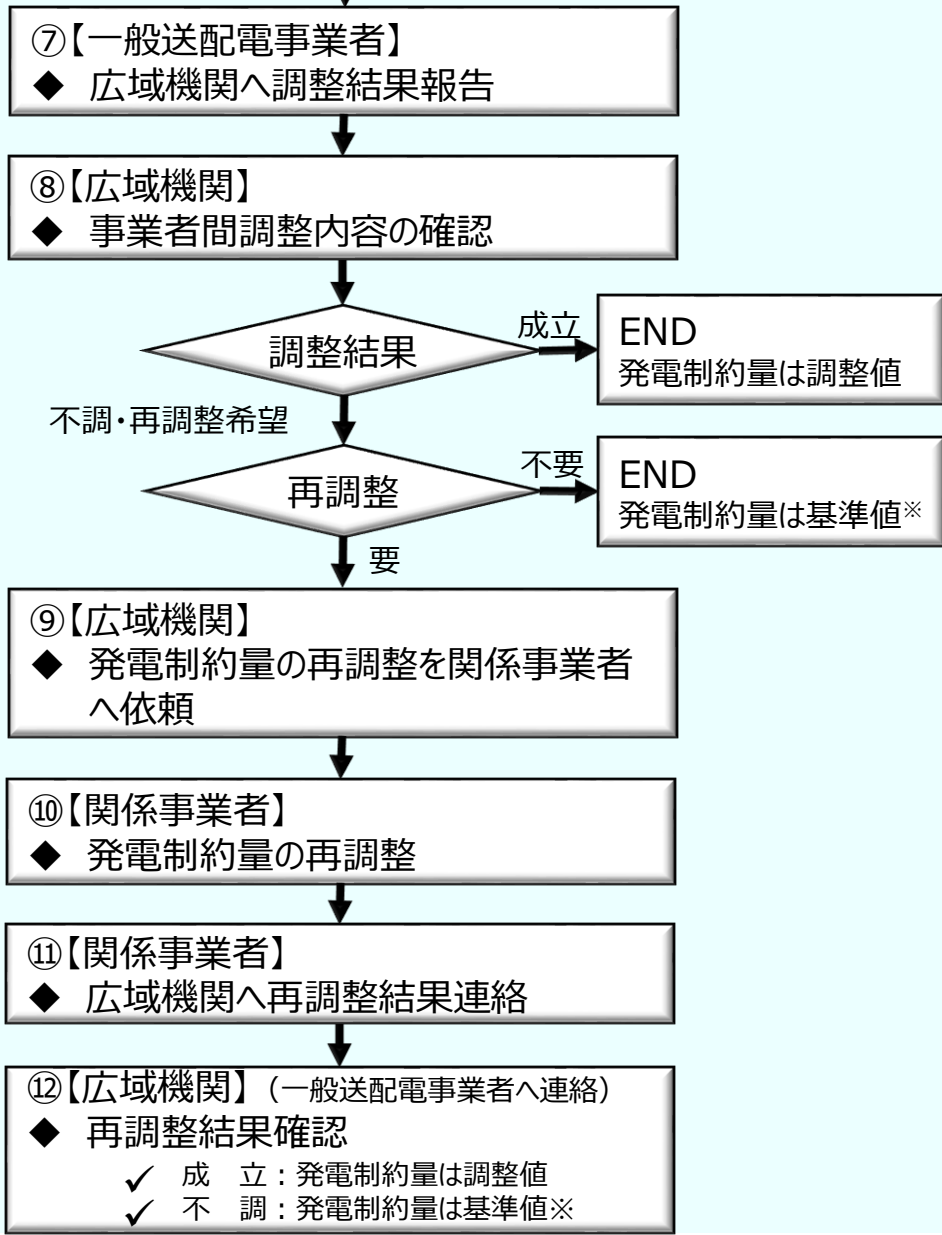 ⑦【一般送配電事業者】
◆ 広域機関へ調整結果報告
⑧【広域機関】
◆ 事業者間調整内容の確認
調整結果
成立
END
発電制約量は調整値
不調・再調整希望
再調整
不要
END
発電制約量は基準値※
要
⑨【広域機関】
◆ 発電制約量の再調整を関係事業者
へ依頼
⑩【関係事業者】
◆ 発電制約量の再調整
⑪【関係事業者】
◆ 広域機関へ再調整結果連絡
⑫【広域機関】（一般送配電事業者へ連絡）
◆ 再調整結果確認
✓ 成 立：発電制約量は調整値
✓ 不 調：発電制約量は基準値※